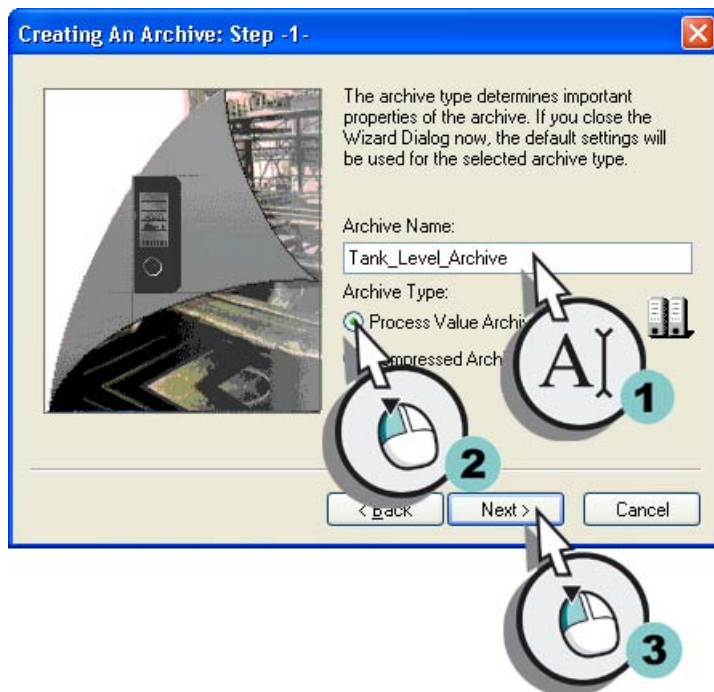 Creating An Archive: Step -1-
The archive type determines important
properties of the archive. If you close the
Wizard Dialog now, the default settings will
be used for the selected archive type.
Archive Name:
Tank_Level_Archive
Archive Type:
Process Value Archi
mpressed Arch
AI
1
2
< Back
Next >
Cancel
3